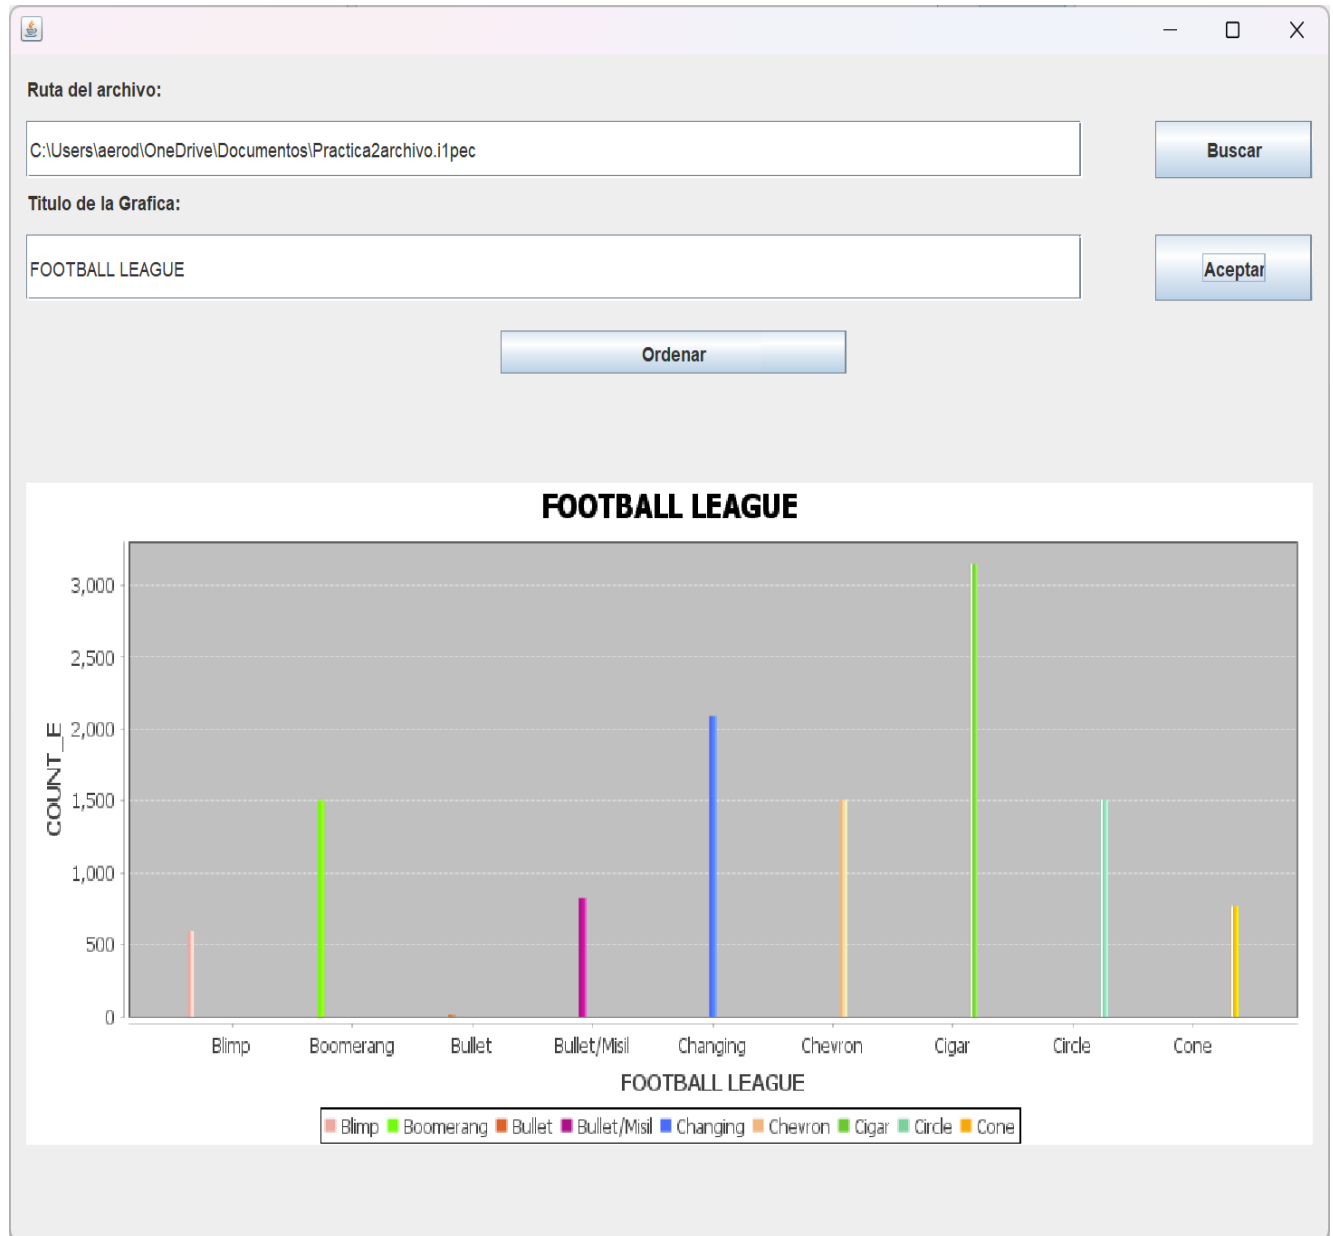 Ruta del archivo:
C:\Users\aerod\OneDrive\Documentos\Practica2archivo.i1pec
Buscar
Titulo de la Grafica:
FOOTBALL LEAGUE
Aceptar
Ordenar
FOOTBALL LEAGUE
3,000
2,500
2,000
1,500
1,000
500
0
COUNT_E
Blimp Boomerang Bullet Bullet/Misil Changing Chevron Cigar Circle Cone
FOOTBALL LEAGUE
Blimp Boomerang Bullet Bullet/Misil Changing Chevron Cigar Circle Cone